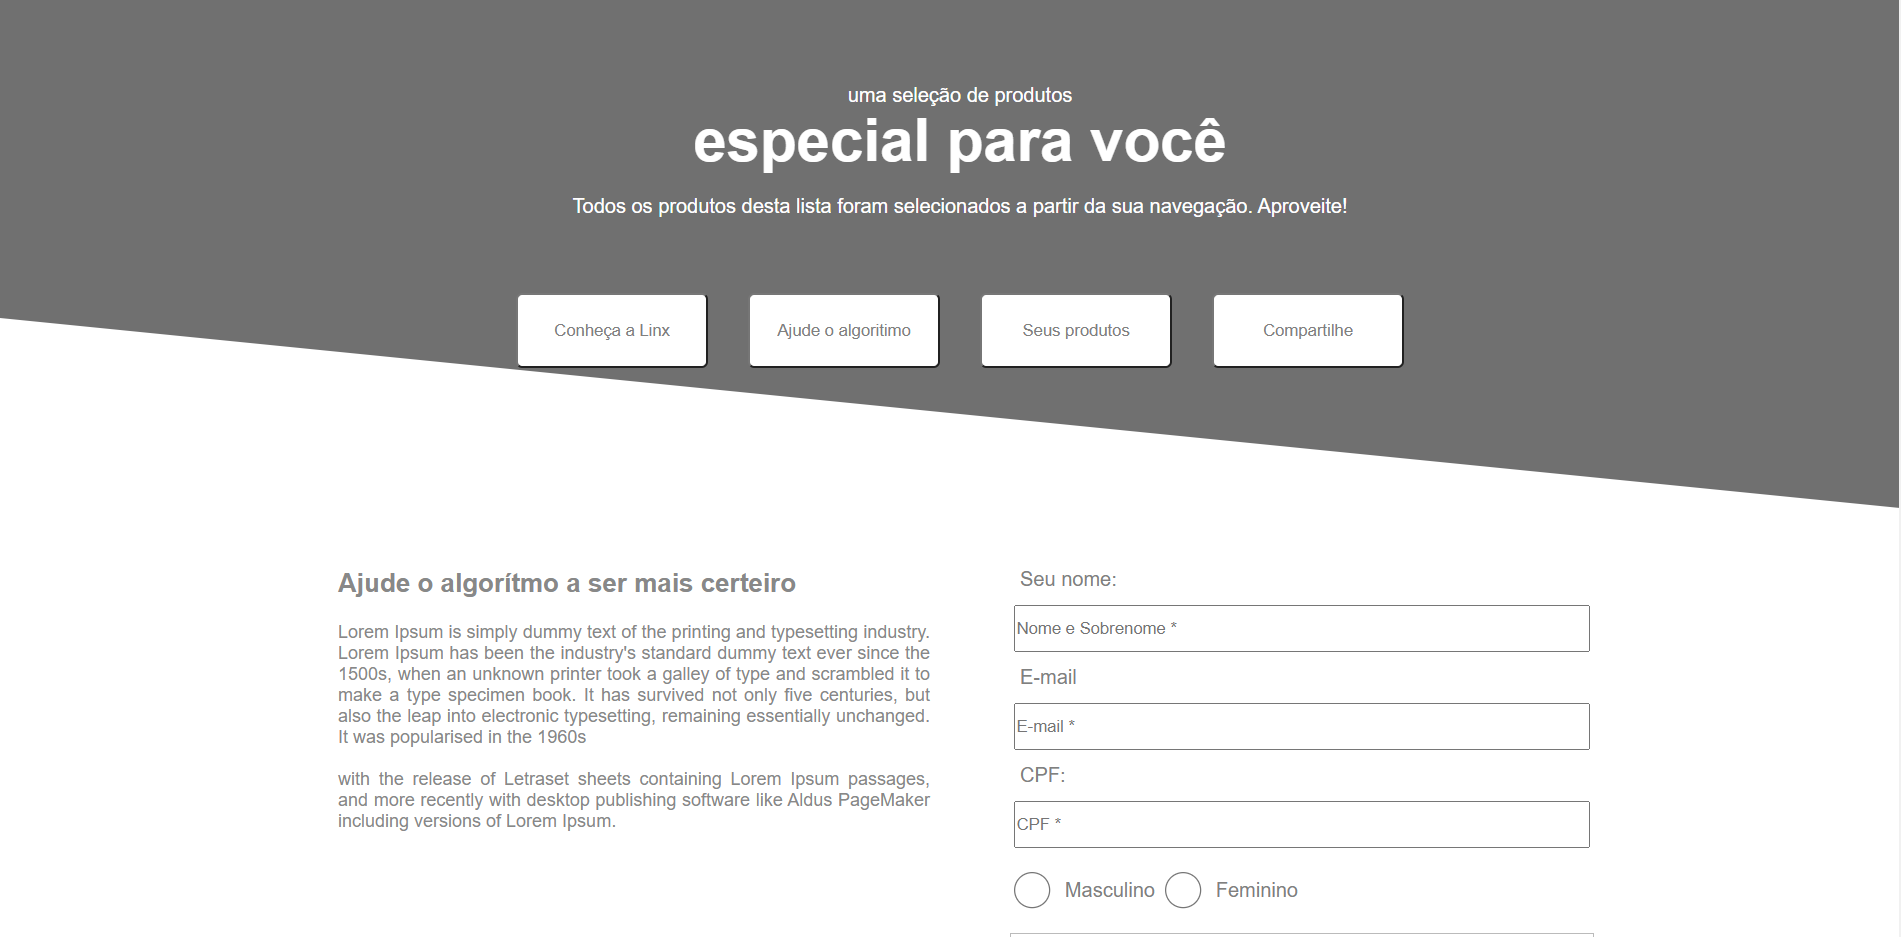 uma seleção de produtos
especial para você
Todos os produtos desta lista foram selecionados a partir da sua navegação. Aproveite!
Conheça a Linx
Ajude o algoritimo
Seus produtos
Compartilhe
Ajude o algorítmo a ser mais certeiro
Lorem Ipsum is simply dummy text of the printing and typesetting industry.
Lorem Ipsum has been the industry's standard dummy text ever since the
1500s, when an unknown printer took a galley of type and scrambled it to
make a type specimen book. It has survived not only five centuries, but
also the leap into electronic typesetting, remaining essentially unchanged.
It was popularised in the 1960s
with the release of Letraset sheets containing Lorem Ipsum passages,
and more recently with desktop publishing software like Aldus PageMaker
including versions of Lorem Ipsum.
Seu nome:
Nome e Sobrenome *
E-mail
E-mail *
CPF:
CPF *
Masculino
Feminino